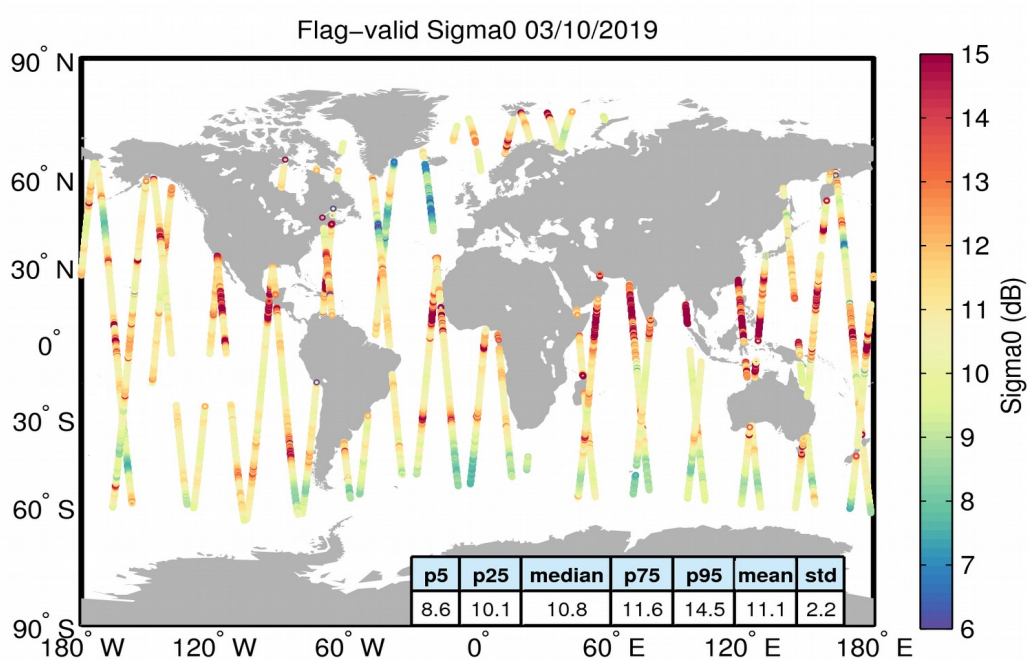 Flag−valid Sigma0 03/10/2019
90° N
60° N
30° N
0°
30° S
60° S
90° S
180° W
120° W
60° W
0°
60° E
120° E
180° E
p5 p25 median p75 p95 mean std
8.6 10.1 10.8 11.6 14.5 11.1 2.2
15
14
13
12
11
10
9
8
7
6
Sigma0 (dB)